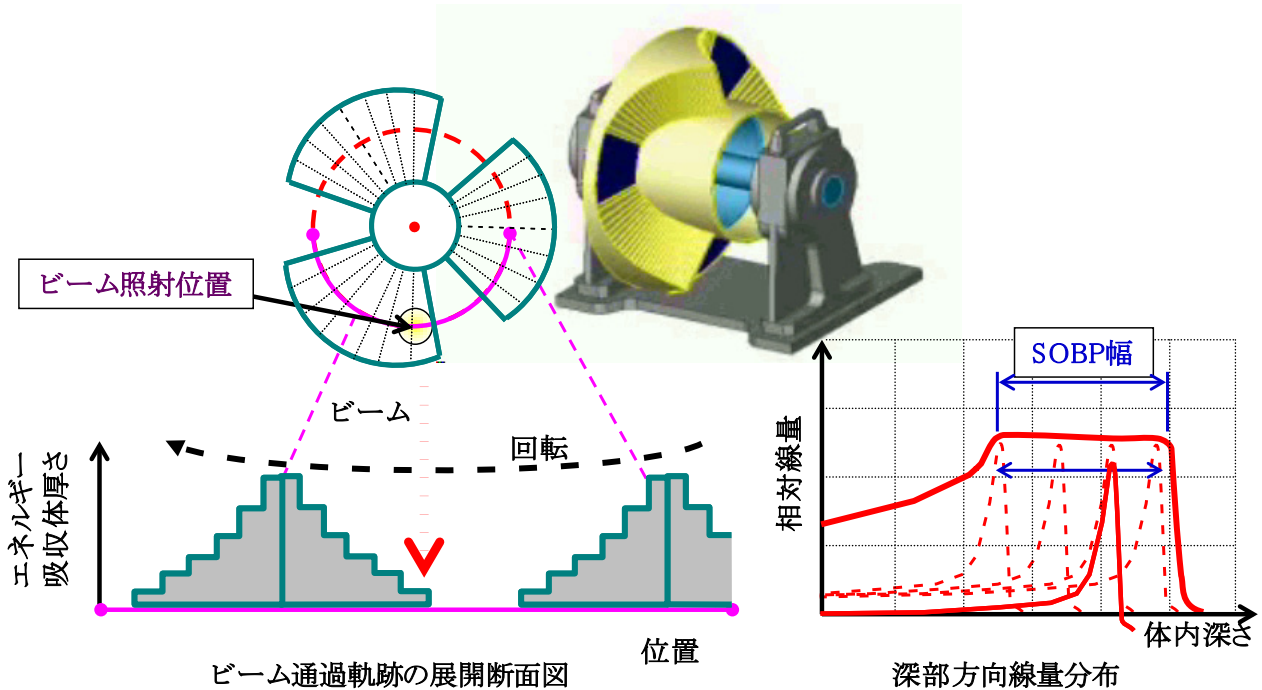 ビーム照射位置
SOBP幅
ビーム
回転
エネルギー
吸収体厚さ
相対線量
体内深さ
位置
ビーム通過軌跡の展開断面図
深部方向線量分布